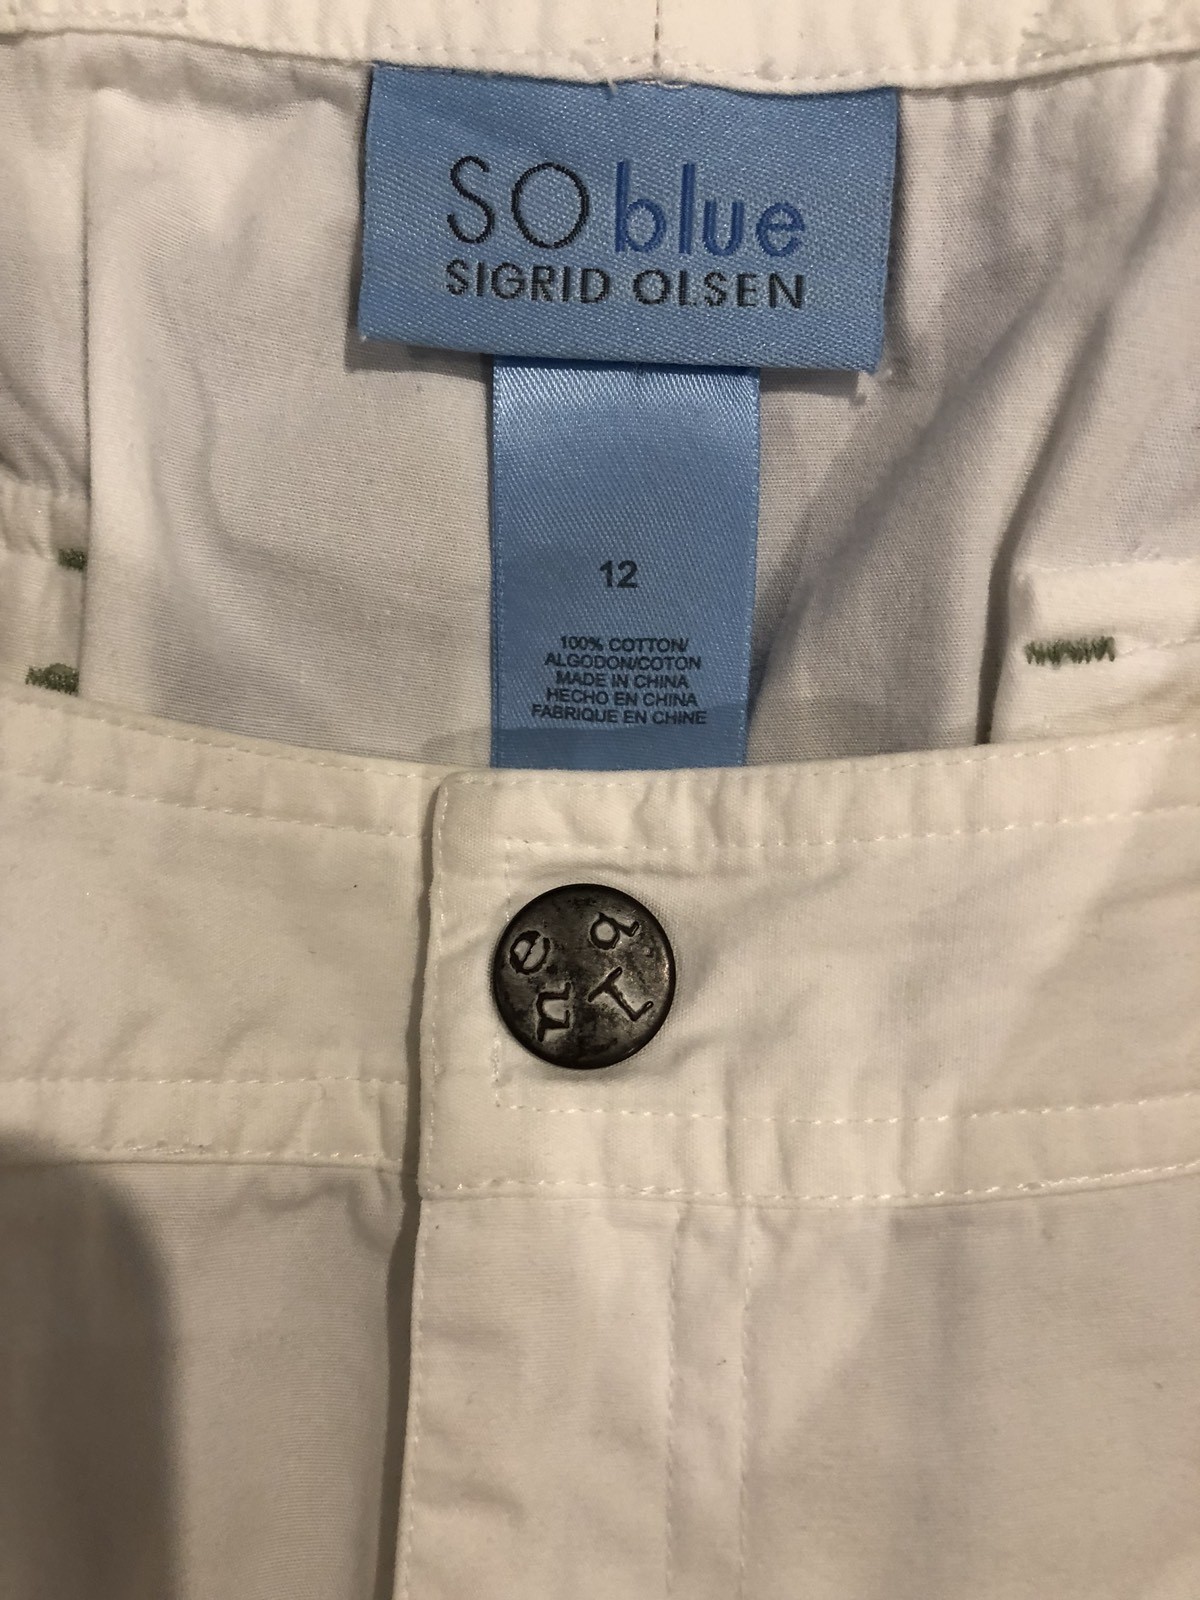 SO blue
SIGRID OLSEN
12
100% COTTON/
ALGODON/COTON
MADE IN CHINA
HECHO EN CHINA
FABRIQUE EN CHINE